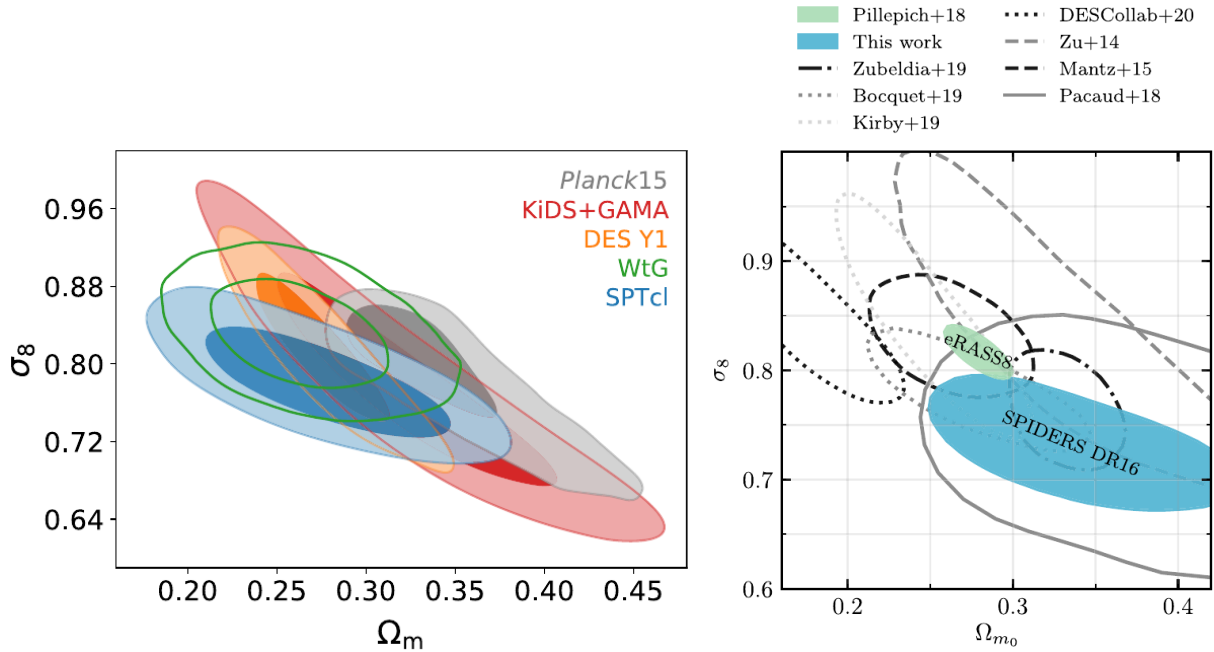 Planck15
KiDS+GAMA
DES Y1
WtG
SPTcl
σ8
0.96
0.88
0.80
0.72
0.64
0.20 0.25 0.30 0.35 0.40 0.45
Ωm
Pillepich+18
This work
Zubeldia+19
Bocquet+19
Kirby+19
DESCollab+20
Zu+14
Mantz+15
Pacaud+18
σ8
0.9
0.8
0.7
0.6
eRASS8
SPIDERS DR16
0.2 0.3 0.4
Ωm0